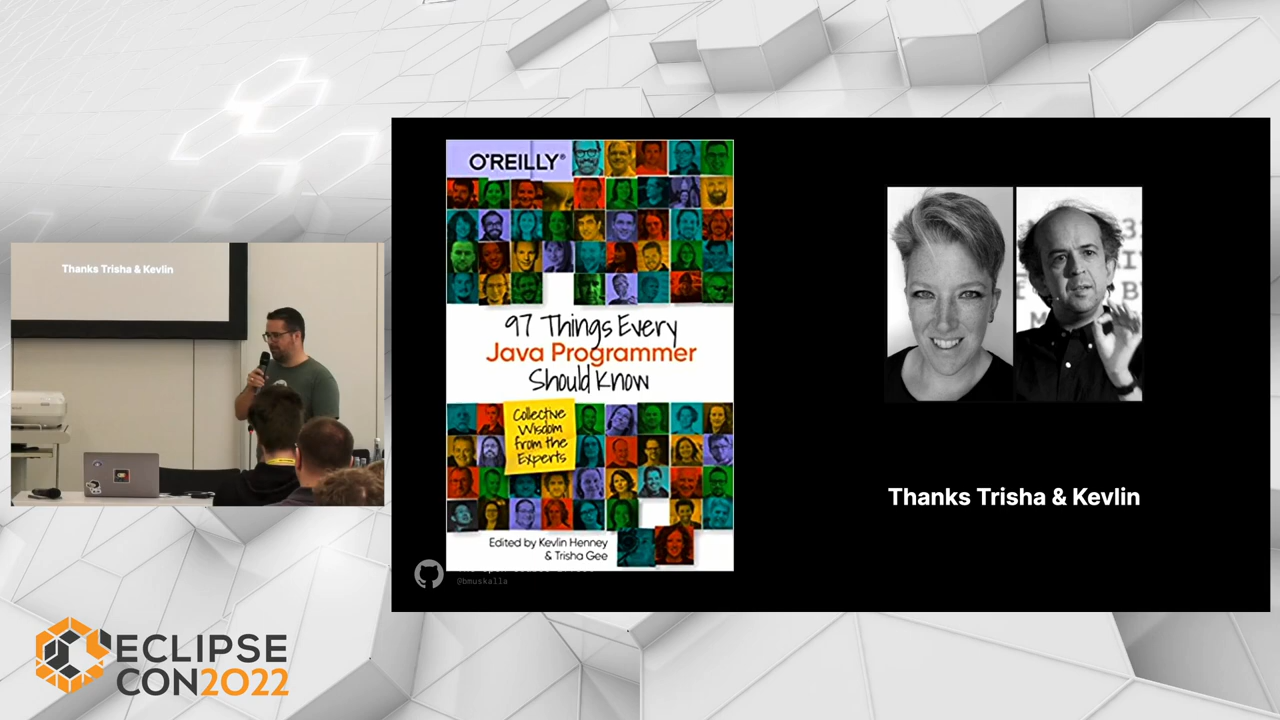 Thanks Trisha & Kevlin
O'REILLY®
97 Things Every
Java Programmer
Should Know
Collective
Wisdom
from the
Experts
Edited by Kevlin Henney
& Trisha Gee
@bmuskalla
Thanks Trisha & Kevlin
ECLIPSE
CON2022